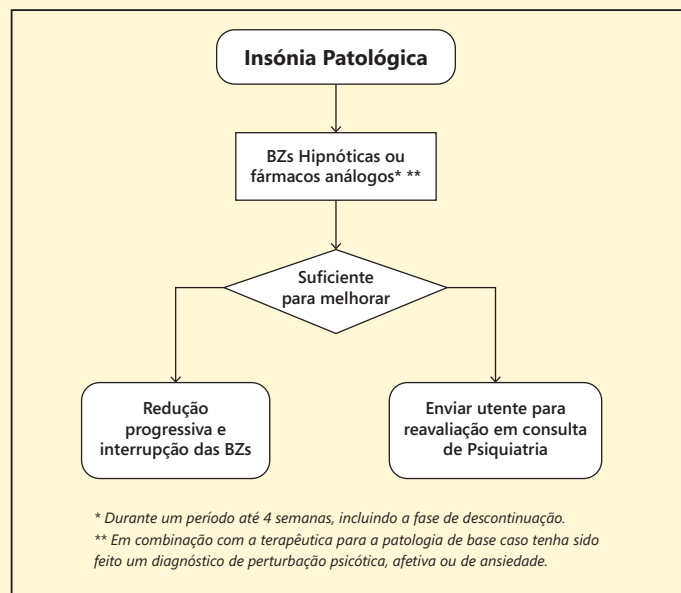 Insónia Patológica
BZs Hipnóticas ou
fármacos análogos* **
Suficiente
para melhorar
Redução
progressiva e
interrupção das BZs
Enviar utente para
reavaliação em consulta
de Psiquiatria
* Durante um período até 4 semanas, incluindo a fase de descontinuação.
** Em combinação com a terapêutica para a patologia de base caso tenha sido
feito um diagnóstico de perturbação psicótica, afetiva ou de ansiedade.